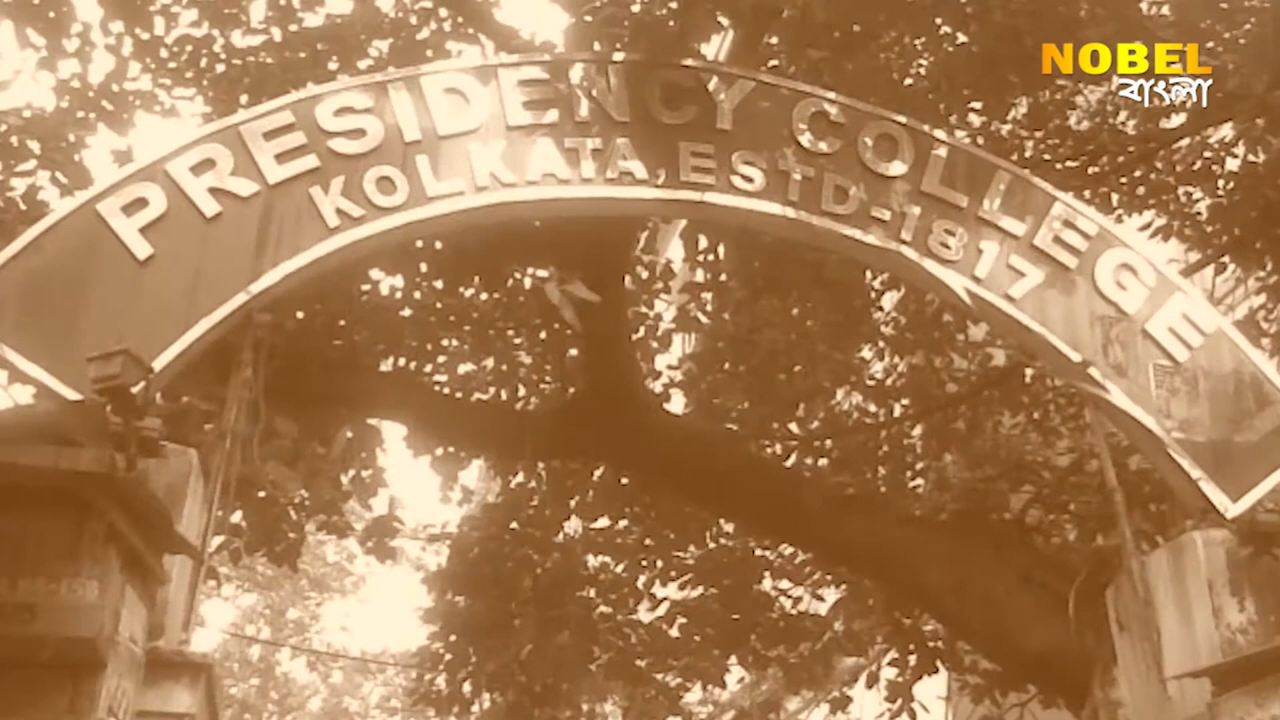 PRESIDENCY COLLEGE
KOLKATA, ESTD-1817
NOBEL
বাংলা